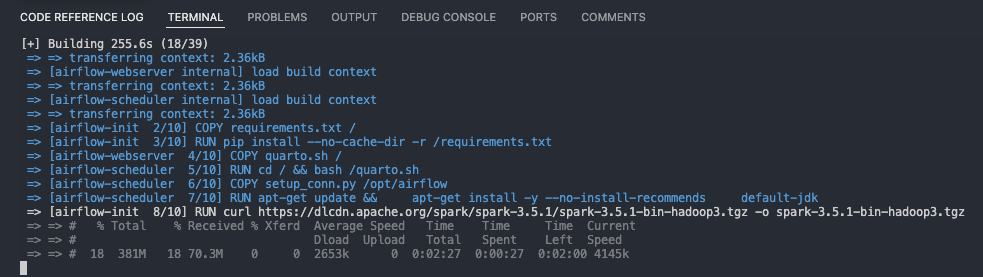 CODE REFERENCE LOG TERMINAL PROBLEMS OUTPUT DEBUG CONSOLE PORTS COMMENTS
[+] Building 255.6s (18/39)
=> => transferring context: 2.36kB
=> [airflow-webserver internal] load build context
=> => transferring context: 2.36kB
=> [airflow-scheduler internal] load build context
=> => transferring context: 2.36kB
=> [airflow-init  2/10] COPY requirements.txt /
=> [airflow-init  3/10] RUN pip install --no-cache-dir -r /requirements.txt
=> [airflow-webserver  4/10] COPY quarto.sh /
=> [airflow-scheduler  5/10] RUN cd / && bash /quarto.sh
=> [airflow-scheduler  6/10] COPY setup_conn.py /opt/airflow
=> [airflow-scheduler  7/10] RUN apt-get update &&     apt-get install -y --no-install-recommends     default-jdk
=> [airflow-init  8/10] RUN curl https://dlcdn.apache.org/spark/spark-3.5.1/spark-3.5.1-bin-hadoop3.tgz -o spark-3.5.1-bin-hadoop3.tgz
=> => #   % Total    % Received % Xferd  Average Speed   Time    Time     Time  Current
=> => #                                  Dload  Upload   Total   Spent    Left  Speed
=> => #  18  381M   18 70.3M    0     0  2653k      0  0:02:27  0:00:27  0:02:00 4145k